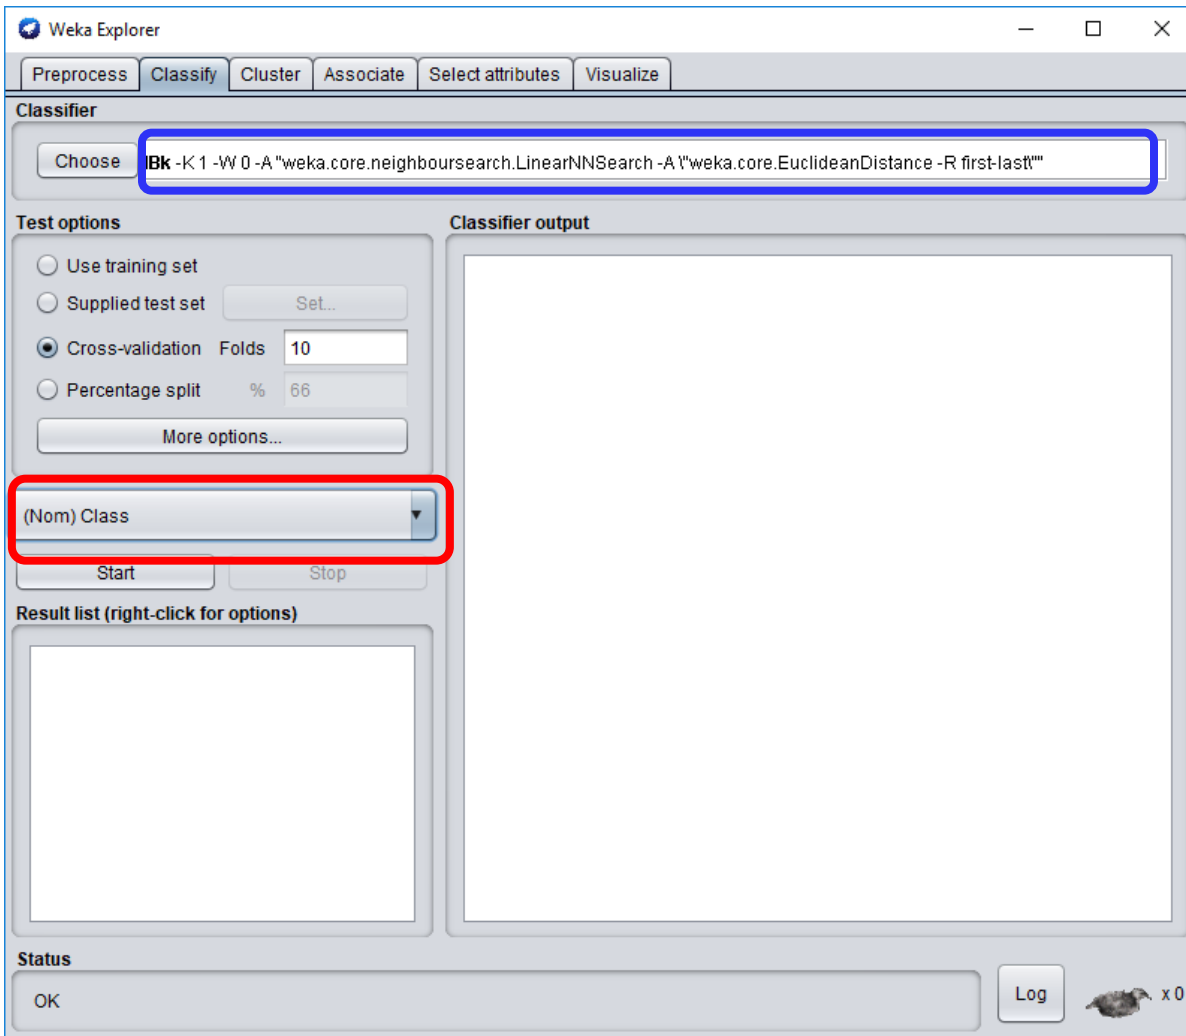 Weka Explorer
Preprocess Classify Cluster Associate Select attributes Visualize
Classifier
Choose IBk -K 1 -W 0 -A "weka.core.neighboursearch.LinearNNSearch -A \"weka.core.EuclideanDistance -R first-last\""
Test options
Use training set
Supplied test set Set...
Cross-validation Folds 10
Percentage split % 66
More options...
(Nom) Class
Start Stop
Result list (right-click for options)
Classifier output
Status
OK
Log x 0